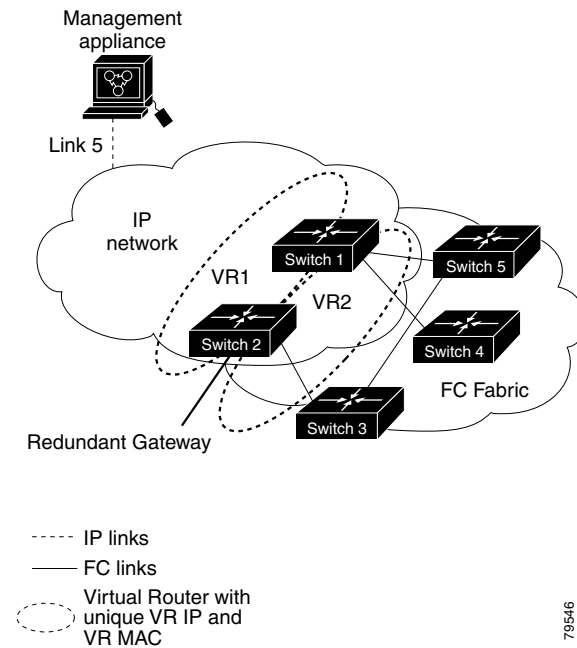 Management
appliance
Link 5
IP
network
Switch 1
Switch 5
VR1
VR2
Switch 2
Switch 4
FC Fabric
Switch 3
Redundant Gateway
IP links
FC links
Virtual Router with
unique VR IP and
VR MAC
79546